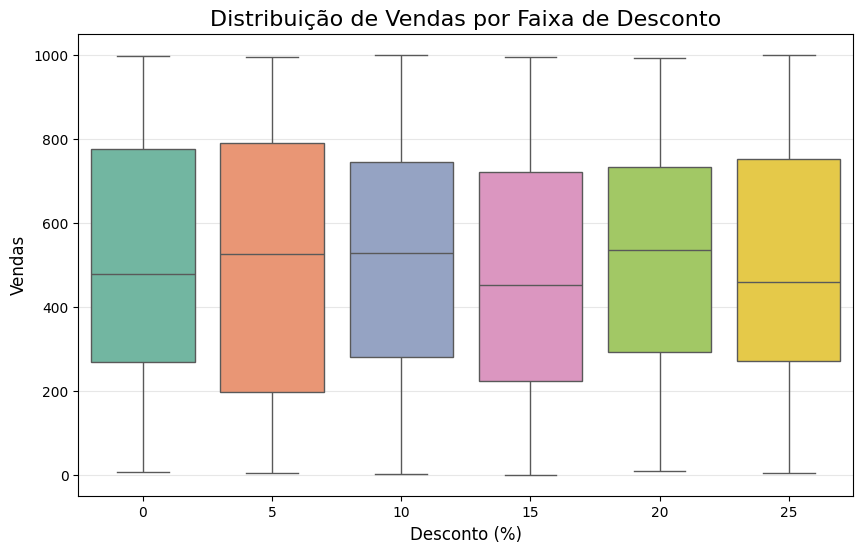 Distribuição de Vendas por Faixa de Desconto
1000
800
600
400
200
0
Vendas
0 5 10 15 20 25
Desconto (%)